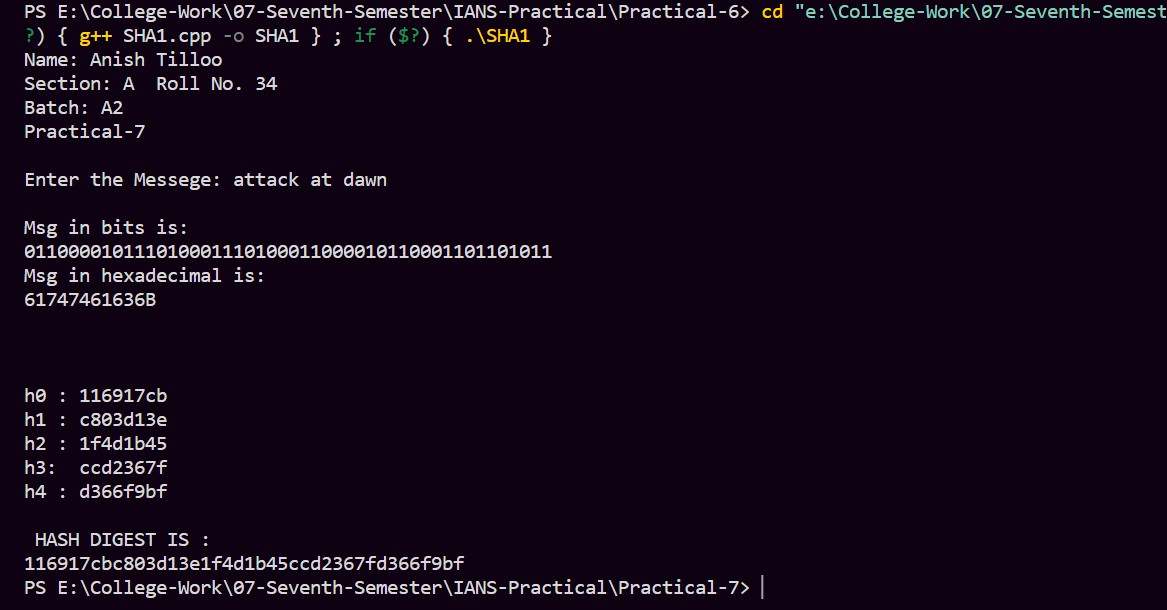 PS E:\College-Work\07-Seventh-Semester\IANS-Practical\Practical-6> cd "e:\College-Work\07-Seventh-Semest
?) { g++ SHA1.cpp -o SHA1 } ; if ($?) { .\SHA1 }
Name: Anish Tilloo
Section: A  Roll No. 34
Batch: A2
Practical-7
Enter the Messege: attack at dawn
Msg in bits is:
011000010111010001110100011000010110001101101011
Msg in hexadecimal is:
61747461636B
h0 : 116917cb
h1 : c803d13e
h2 : 1f4d1b45
h3:  ccd2367f
h4 : d366f9bf
HASH DIGEST IS :
116917cbc803d13e1f4d1b45ccd2367fd366f9bf
PS E:\College-Work\07-Seventh-Semester\IANS-Practical\Practical-7>